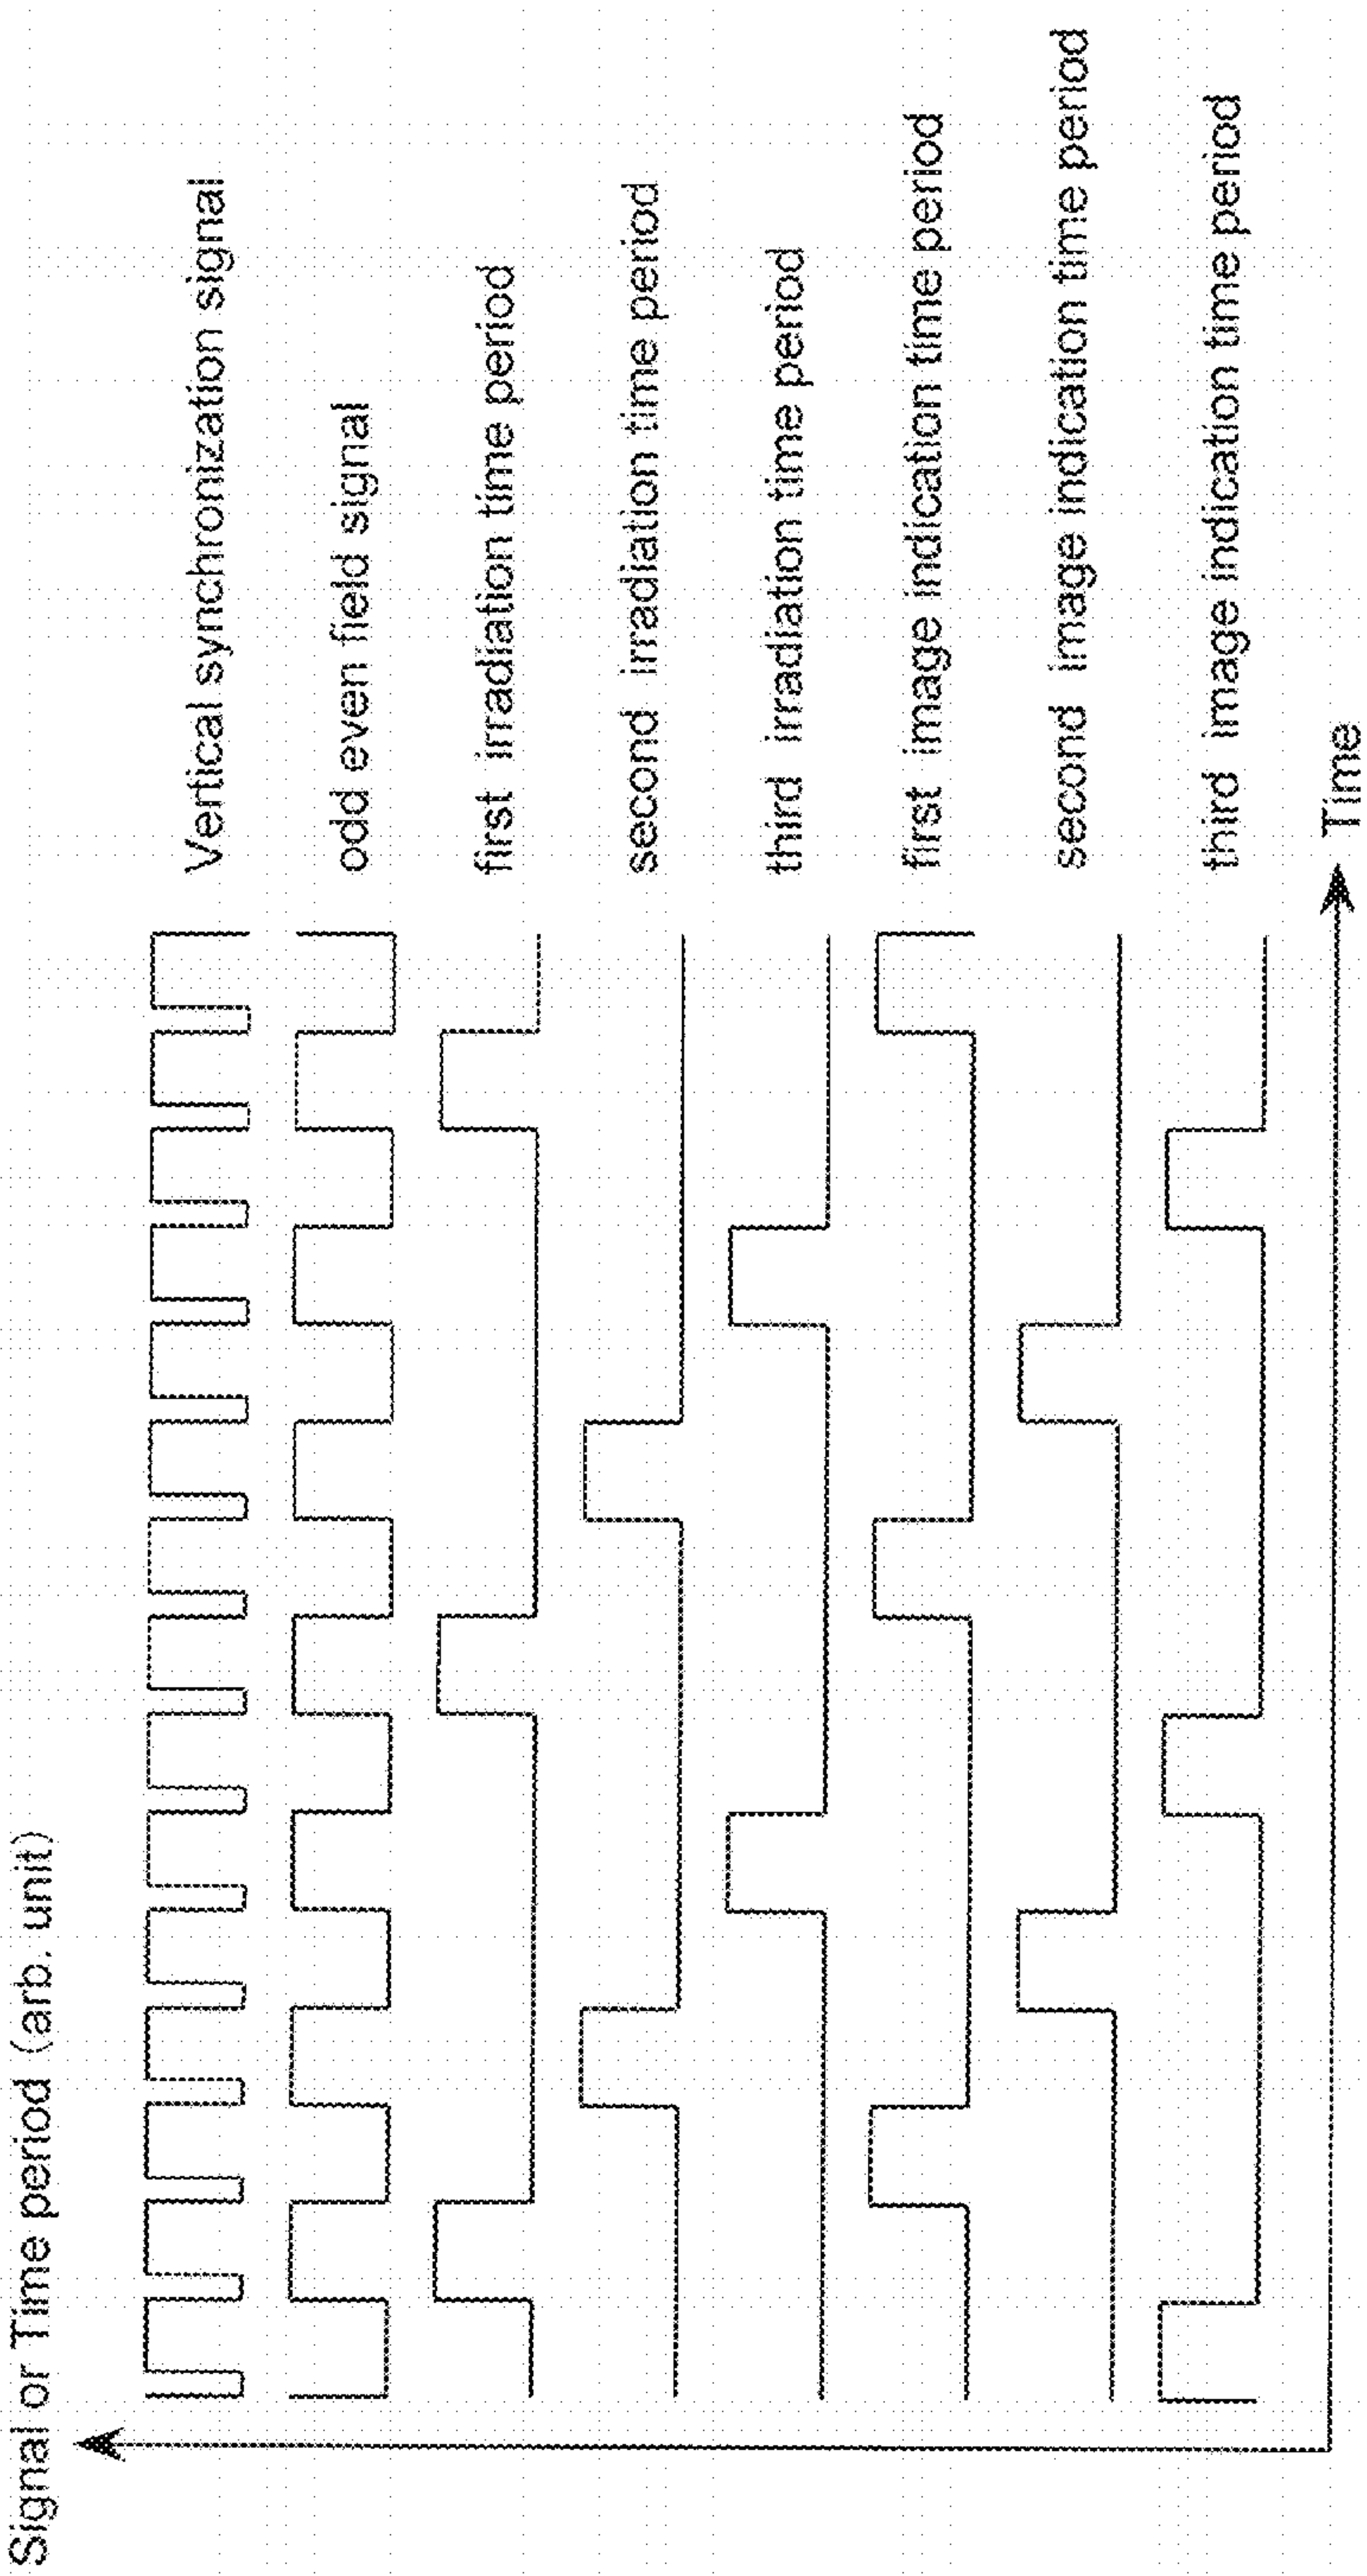 Signal or Time period (arb. unit)
Vertical synchronization signal
odd even field signal
first irradiation time period
second irradiation time period
third irradiation time period
first image indication time period
second image indication time period
third image indication time period
Time